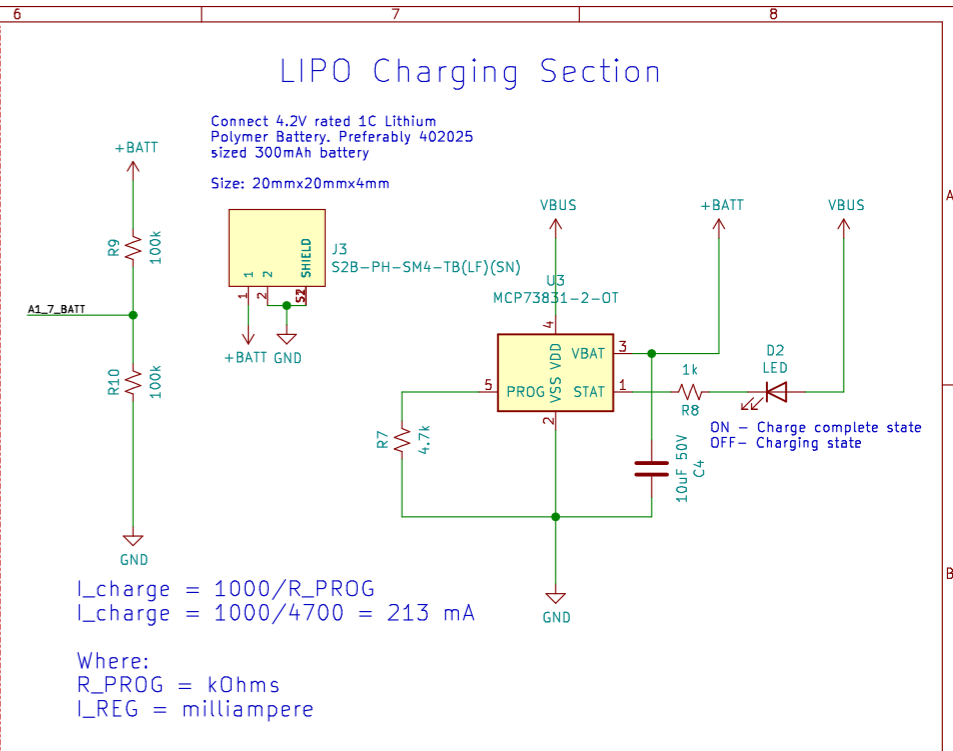 6
7
8
LIPO Charging Section
Connect 4.2V rated 1C Lithium
Polymer Battery. Preferably 402025
sized 300mAh battery
Size: 20mmx20mmx4mm
+BATT
R9
100k
A1_7_BATT
R10
100k
GND
1
2
SHIELD
1
2
J3
S2B-PH-SM4-TB(LF)(SN)
+BATT
GND
VBUS
+BATT
VBUS
U3
MCP73831-2-OT
4
VDD
VBAT
3
5
PROG
VSS
STAT
1
2
R7
4.7k
1k
R8
D2
LED
ON - Charge complete state
OFF- Charging state
10uF 50V
C4
GND
A
B
I_charge = 1000/R_PROG
I_charge = 1000/4700 = 213 mA
Where:
R_PROG = kOhms
I_REG = milliampere